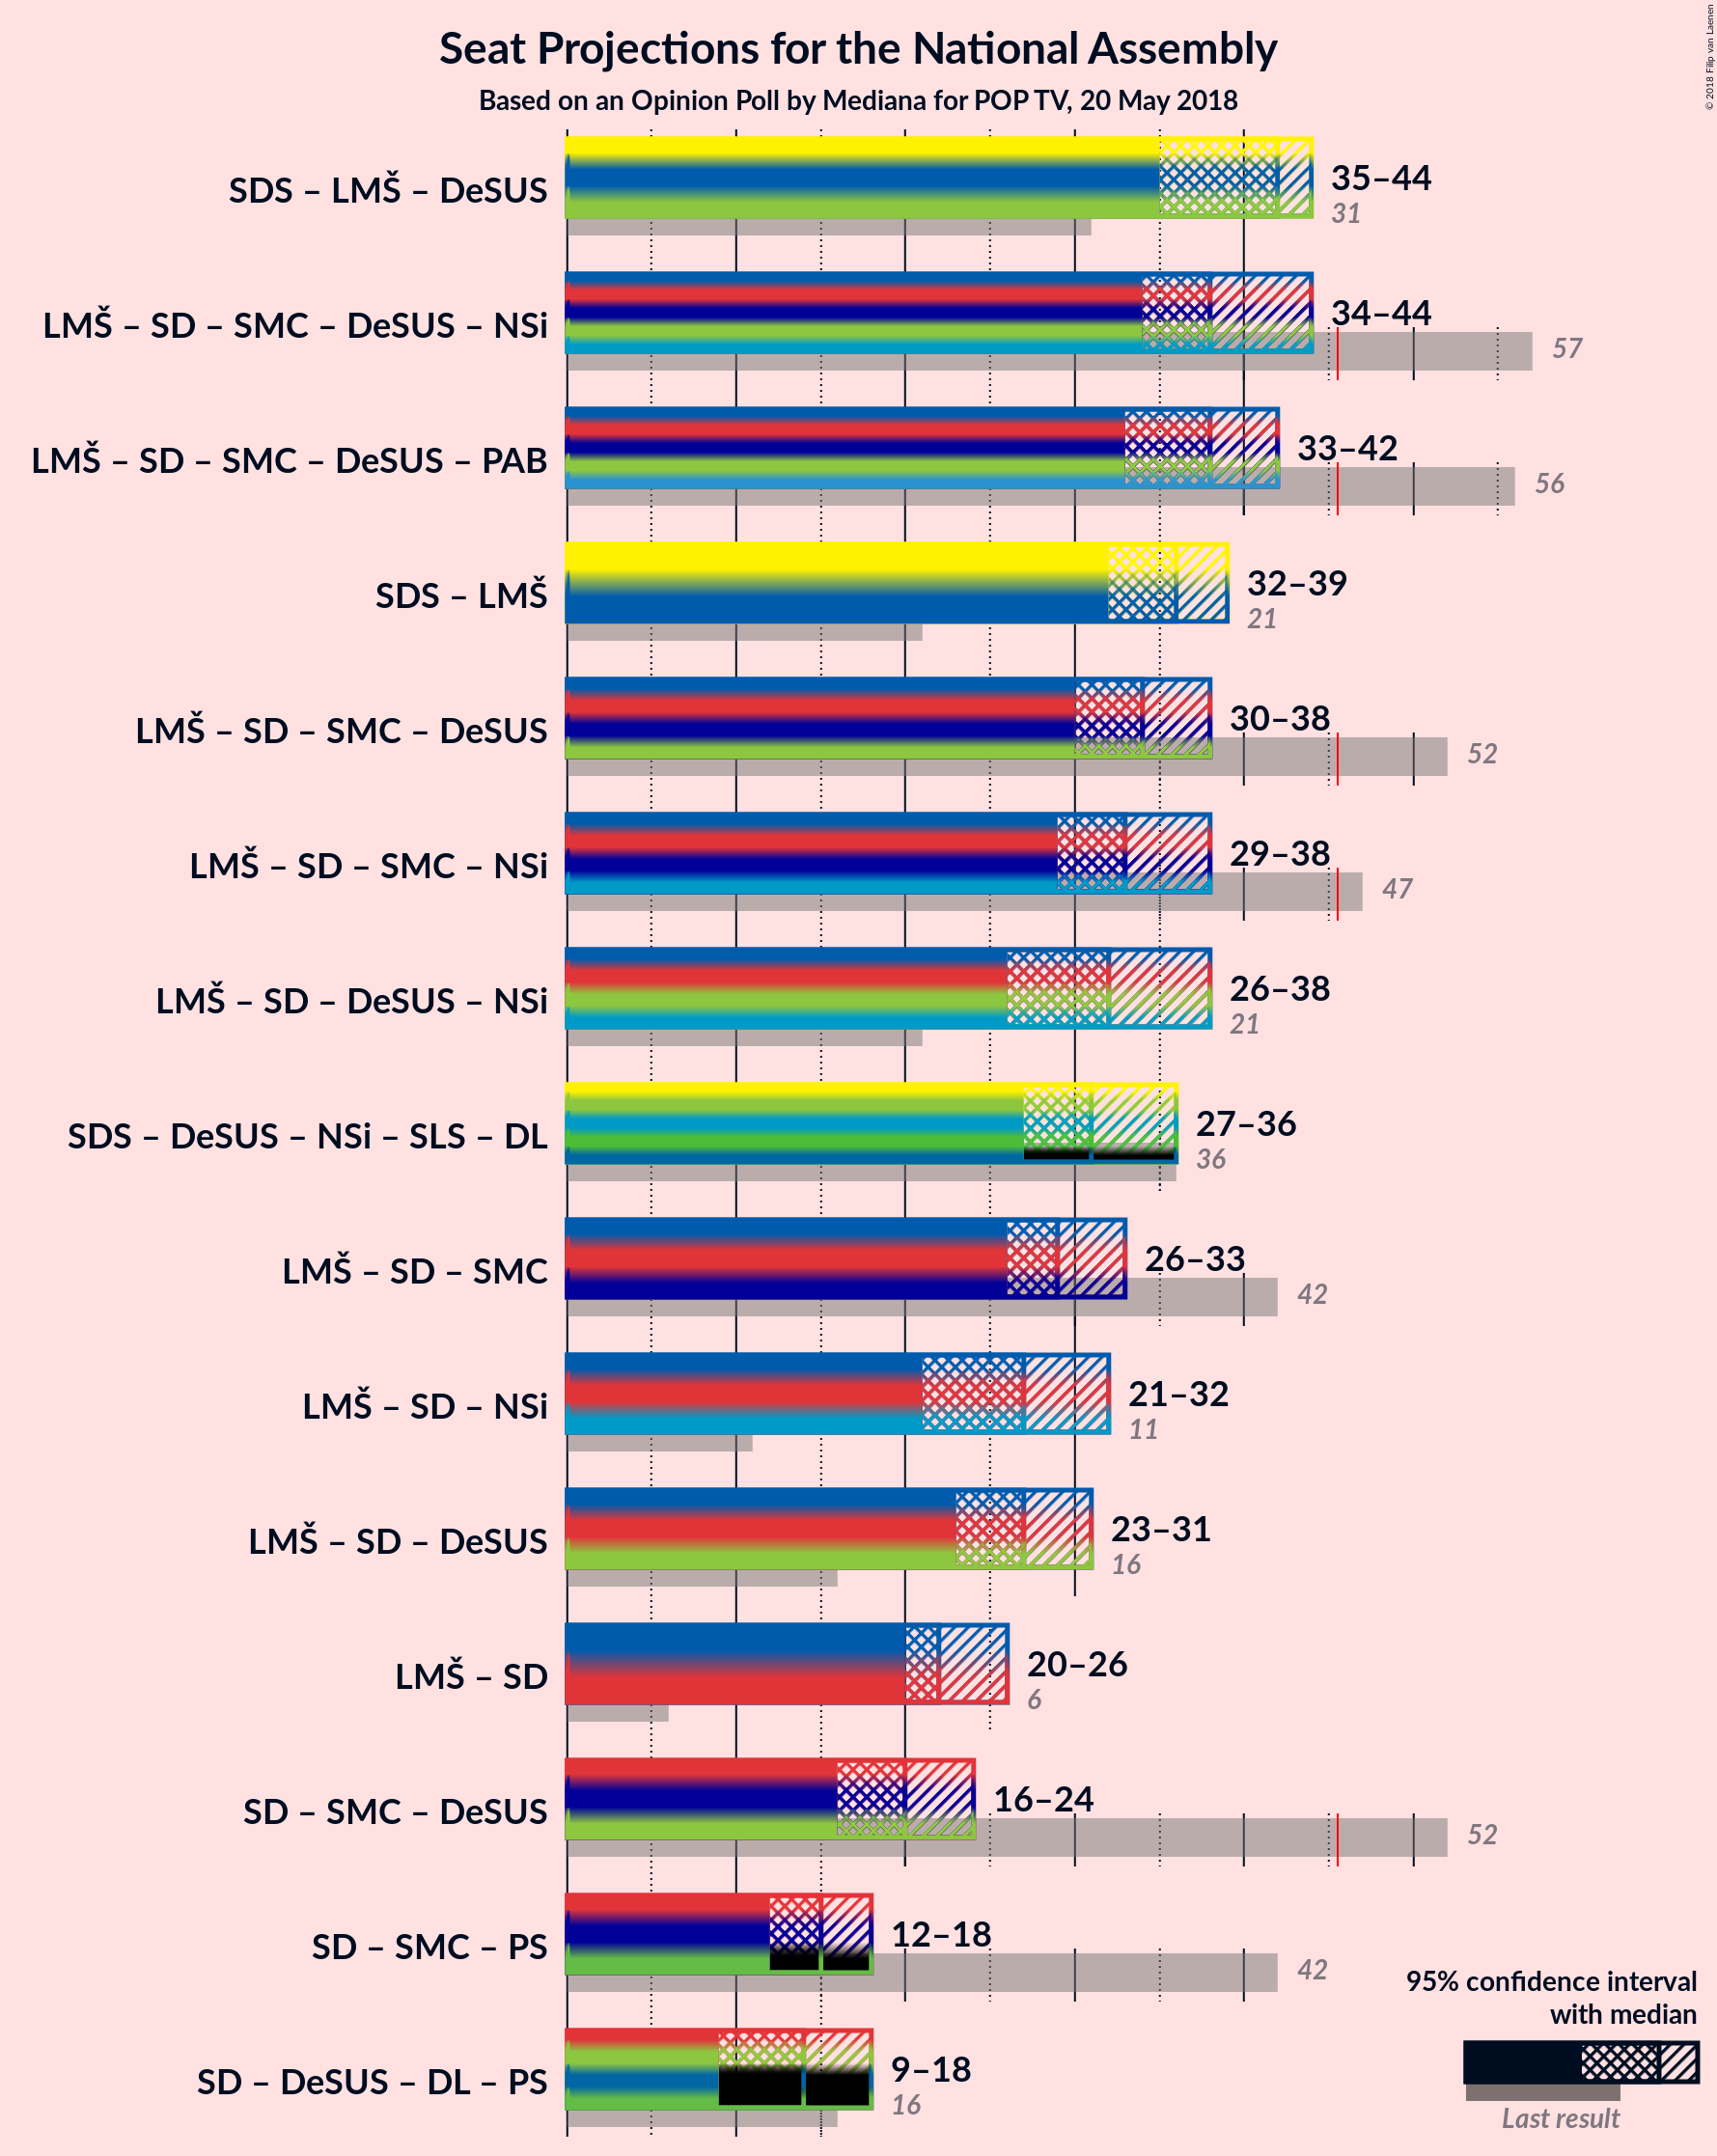 Seat Projections for the National Assembly
Based on an Opinion Poll by Mediana for POP TV, 20 May 2018
© 2018 Filip van Laenen
SDS – LMŠ – DeSUS
35–44
31
LMŠ – SD – SMC – DeSUS – NSi
34–44
57
LMŠ – SD – SMC – DeSUS – PAB
33–42
56
SDS – LMŠ
32–39
21
LMŠ – SD – SMC – DeSUS
30–38
52
LMŠ – SD – SMC – NSi
29–38
47
LMŠ – SD – DeSUS – NSi
26–38
21
SDS – DeSUS – NSi – SLS – DL
27–36
36
LMŠ – SD – SMC
26–33
42
LMŠ – SD – NSi
21–32
11
LMŠ – SD – DeSUS
23–31
16
LMŠ – SD
20–26
6
SD – SMC – DeSUS
16–24
52
SD – SMC – PS
12–18
42
SD – DeSUS – DL – PS
9–18
16
95% confidence interval
with median
Last result